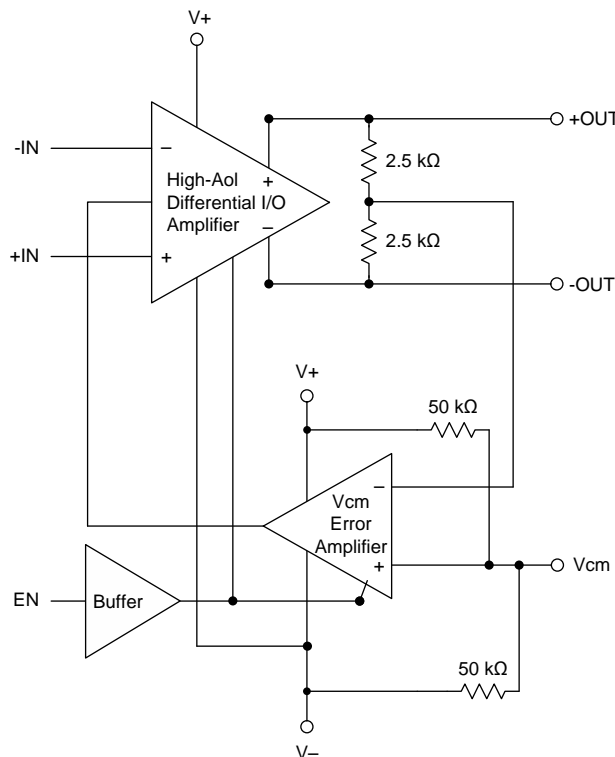 V+
-IN
−
High-Aol
Differential I/O
Amplifier
+
−
+IN
+
+OUT
2.5 kΩ
2.5 kΩ
-OUT
V+
50 kΩ
Vcm
Error
Amplifier
−
+
Vcm
EN
Buffer
50 kΩ
V−